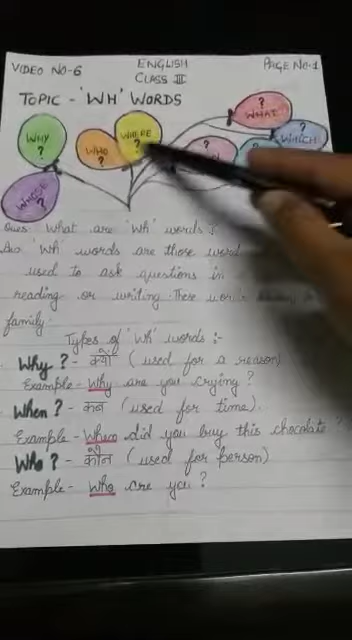 VIDEO NO-6 ENGLISH PAGE NO-1
CLASS III
TOPIC - 'WH' WORDS
WHY ?
WHO ?
WHERE ?
? WHAT
? WHICH
?
?
WHOSE ?
Ques: What are 'Wh' words ?
Ans: 'Wh' words are those
used to ask questions in
reading or writing. These
family.
Types of 'Wh' words :-
Why ? - क्यों (used for a reason)
Example - Why are you crying ?
When ? - कब (used for time).
Example - When did you buy this chocolate ?
Who ? - कौन (used for person)
Example - Who are you ?